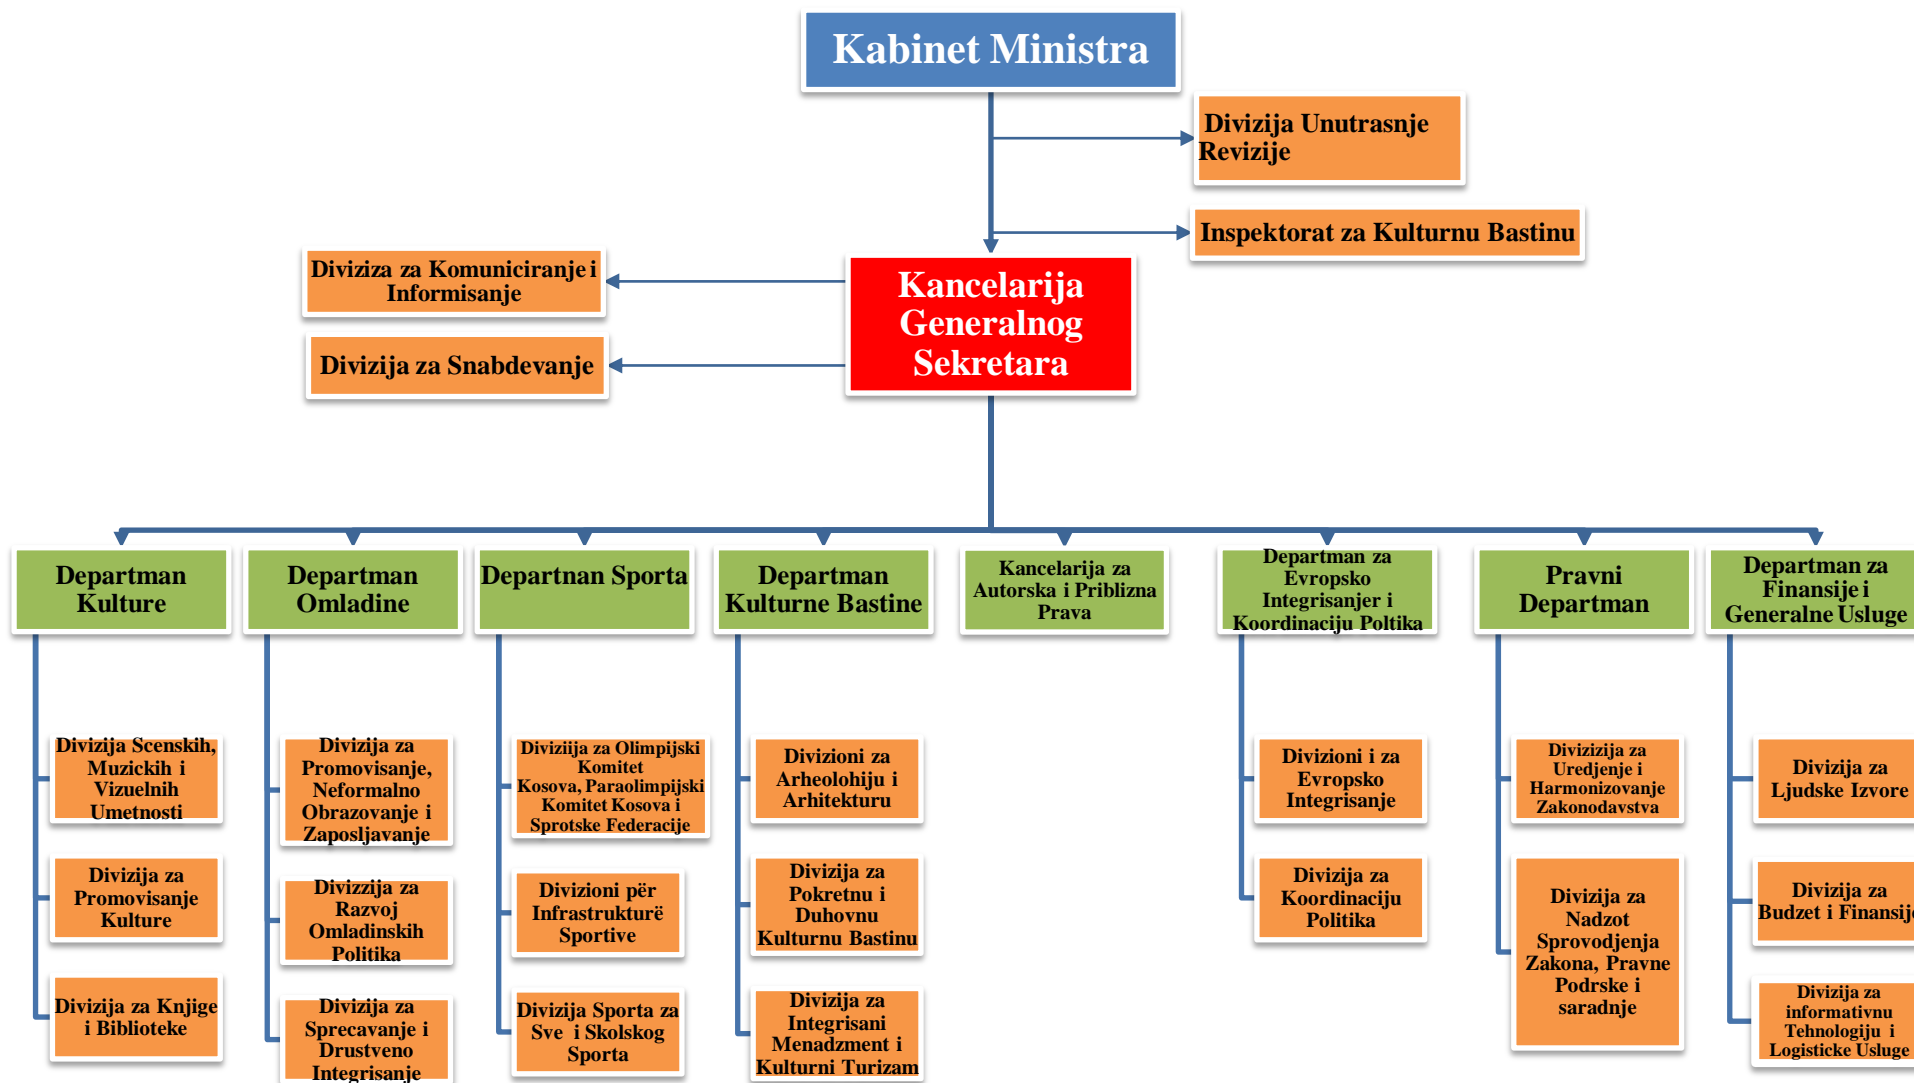 Kabinet Ministra
Divizija Unutrasnje
Revizije
Inspektorat za Kulturnu Bastinu
Diviziza za Komuniciranje i
Informisanje
Kancelarija
Generalnog
Sekretara
Divizija za Snabdevanje
Departman
Kulture
Departman
Omladine
Departnan Sporta
Departman
Kulturne Bastine
Kancelarija za
Autorska i Priblizna
Prava
Departman za
Evropsko
Integrisanjer i
Koordinaciju Poltika
Pravni
Departman
Departman za
Finansije i
Generalne Usluge
Divizija Scenskih,
Muzickih i
Vizuelnih
Umetnosti
Divizija za
Promovisanje
Kulture
Divizija za Knjige
i Biblioteke
Divizija za
Promovisanje,
Neformalno
Obrazovanje i
Zaposljavanje
Divizzija za
Razvoj
Omladinskih
Politika
Divizija za
Sprecavanje i
Drustveno
Integrisanje
Diviziija za Olimpijski
Komitet
Kosova, Paraolimpijski
Komitet Kosova i
Sprotske Federacije
Divizioni për
Infrastrukturë
Sportive
Divizija Sporta za
Sve i Skolskog
Sporta
Divizioni za
Arheolohiju i
Arhitekturu
Divizija za
Pokretnu i
Duhovnu
Kulturnu Bastinu
Divizija za
Integrisani
Menadzment i
Kulturni Turizam
Divizioni i za
Evropsko
Integrisanje
Divizija za
Koordinaciju
Politika
Divizizija za
Uredjenje i
Harmonizovanje
Zakonodavstva
Divizija za
Nadzot
Sprovodjenja
Zakona, Pravne
Podrske i
saradnje
Divizija za
Ljudske Izvore
Divizija za
Budzet i Finansije
Divizija za
informativnu
Tehnologiju i
Logisticke Usluge